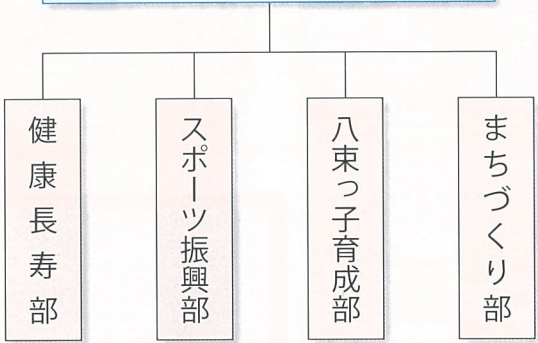 健康長寿部
スポーツ振興部
八束っ子育成部
まちづくり部